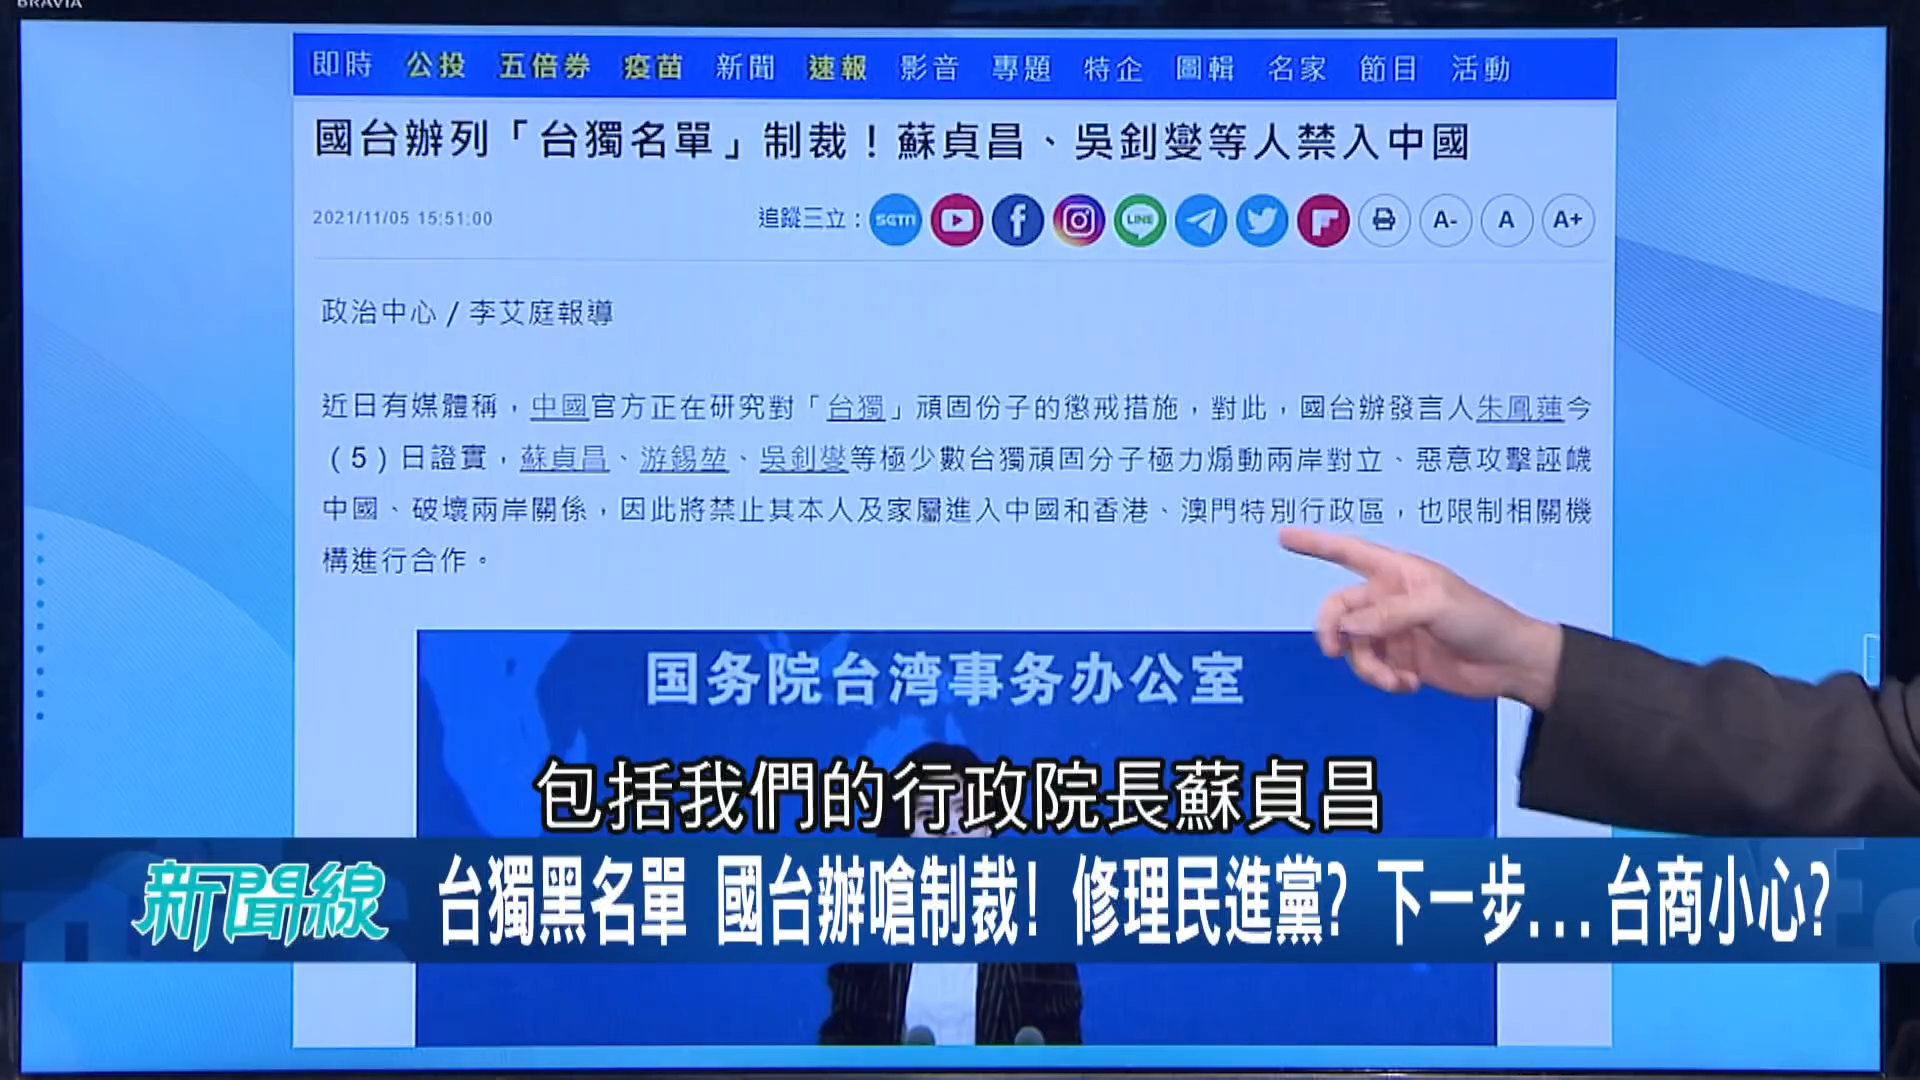 BRAVIA
即時 公投 五倍券 疫苗 新聞 速報 影音 專題 特企 圖輯 名家 節目 活動
國台辦列「台獨名單」制裁！蘇貞昌、吳釗燮等人禁入中國
2021/11/05 15:51:00 追蹤三立： SETN LINE A- A A+
政治中心 / 李艾庭報導
近日有媒體稱，中國官方正在研究對「台獨」頑固份子的懲戒措施，對此，國台辦發言人朱鳳蓮今
（5）日證實，蘇貞昌、游錫堃、吳釗燮等極少數台獨頑固分子極力煽動兩岸對立、惡意攻擊誣衊
中國、破壞兩岸關係，因此將禁止其本人及家屬進入中國和香港、澳門特別行政區，也限制相關機
構進行合作。
国务院台湾事务办公室
包括我們的行政院長蘇貞昌
新聞線 台獨黑名單 國台辦嗆制裁! 修理民進黨? 下一步...台商小心?